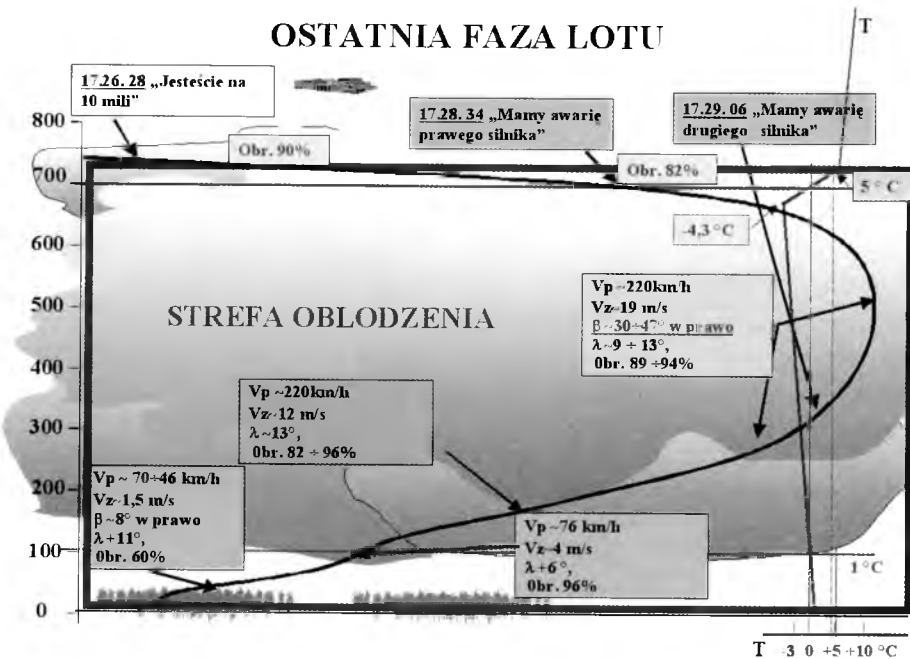 OSTATNIA FAZA LOTU
T
17.26. 28 „Jesteście na
10 mili”
17.28. 34 „Mamy awarię
prawego silnika”
17.29. 06 „Mamy awarię
drugiego silnika”
800
Obr. 90%
Obr. 82%
700
5 °C
-4,3 °C
600
Vp ~220km/h
Vz~19 m/s
β ~30÷47° w prawo
λ ~9 ÷ 13°,
0br. 89 ÷94%
500
STREFA OBLODZENIA
400
Vp ~220km/h
Vz~12 m/s
λ ~13°,
0br. 82 ÷ 96%
300
200
Vp ~ 70÷46 km/h
Vz~1,5 m/s
β ~8° w prawo
λ +11°,
0br. 60%
Vp ~76 km/h
Vz~4 m/s
λ +6 °,
0br. 96%
100
1 °C
0
T -3 0 +5 +10 °C